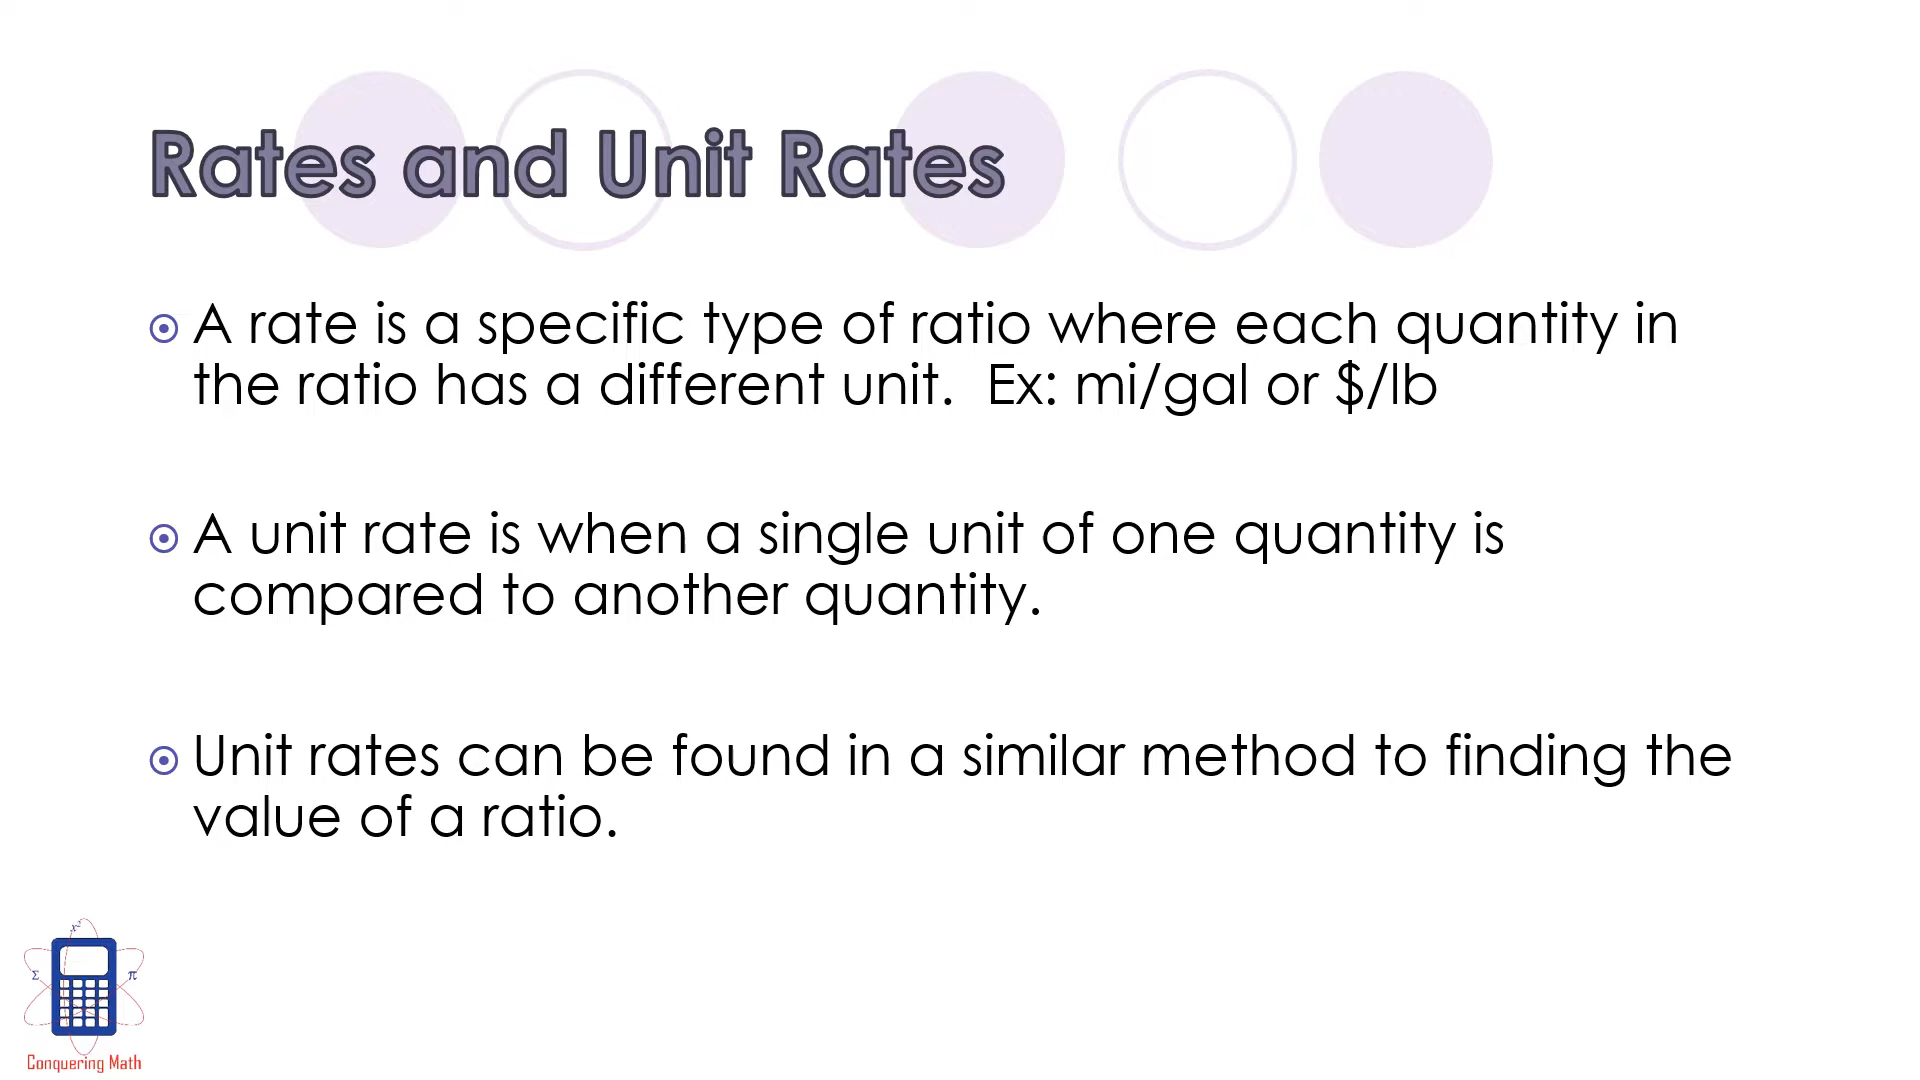 Rates and Unit Rates
A rate is a specific type of ratio where each quantity in
the ratio has a different unit.  Ex: mi/gal or $/lb
A unit rate is when a single unit of one quantity is
compared to another quantity.
Unit rates can be found in a similar method to finding the
value of a ratio.
x²
Σ π
Conquering Math